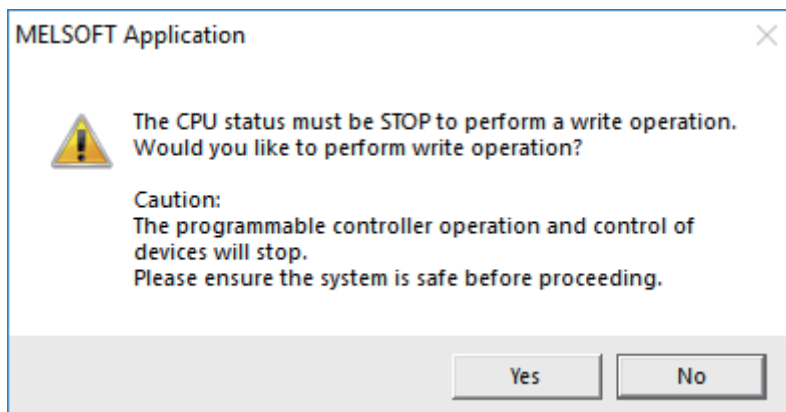 MELSOFT Application
The CPU status must be STOP to perform a write operation.
Would you like to perform write operation?
Caution:
The programmable controller operation and control of
devices will stop.
Please ensure the system is safe before proceeding.
Yes
No